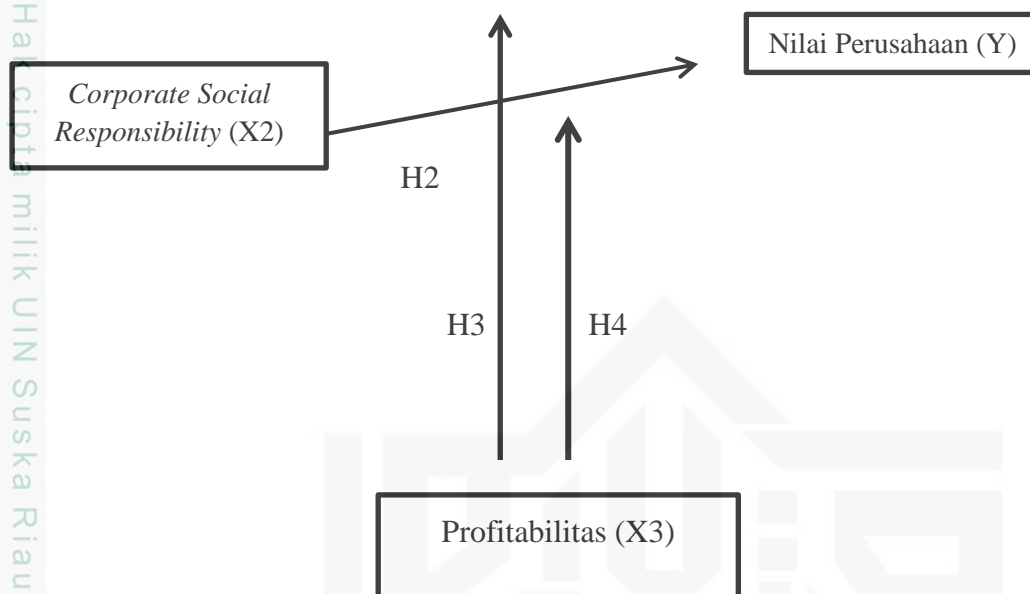 Hak cipta milik UIN Suska Riau
Nilai Perusahaan (Y)
Corporate Social
Responsibility (X2)
H2
H3
H4
Profitabilitas (X3)